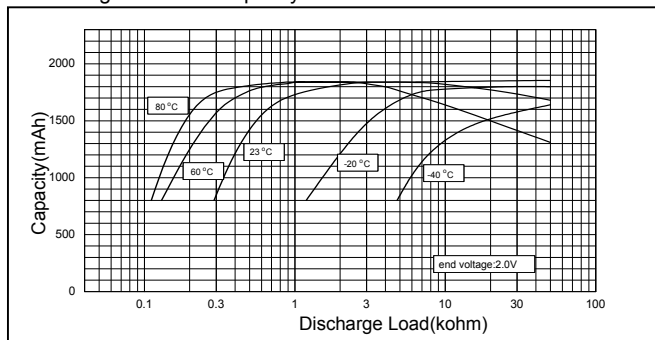 2000
1500
1000
500
0
Capacity(mAh)
80 °C
60 °C
23 °C
-20 °C
-40 °C
end voltage:2.0V
0.1 0.3 1 3 10 30 100
Discharge Load(kohm)